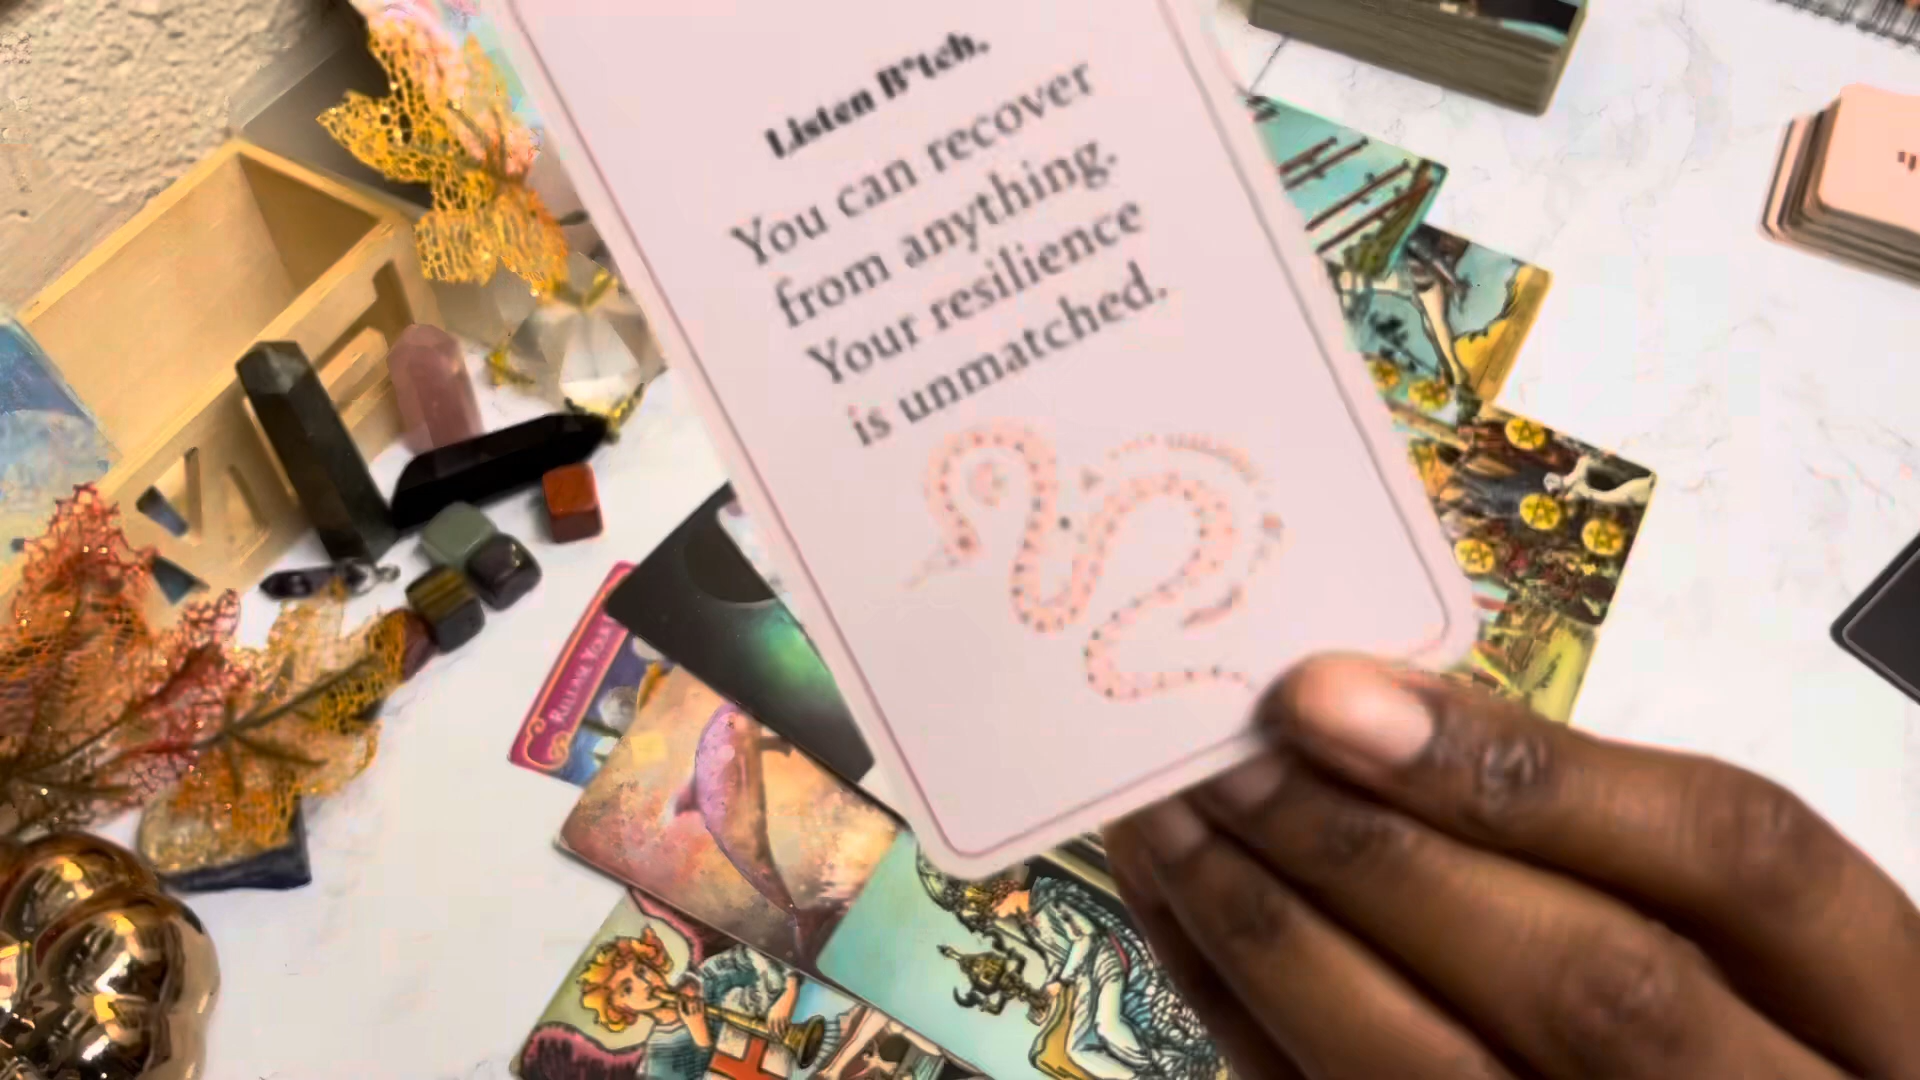 Listen B*tch.
You can recover
from anything.
Your resilience
is unmatched.